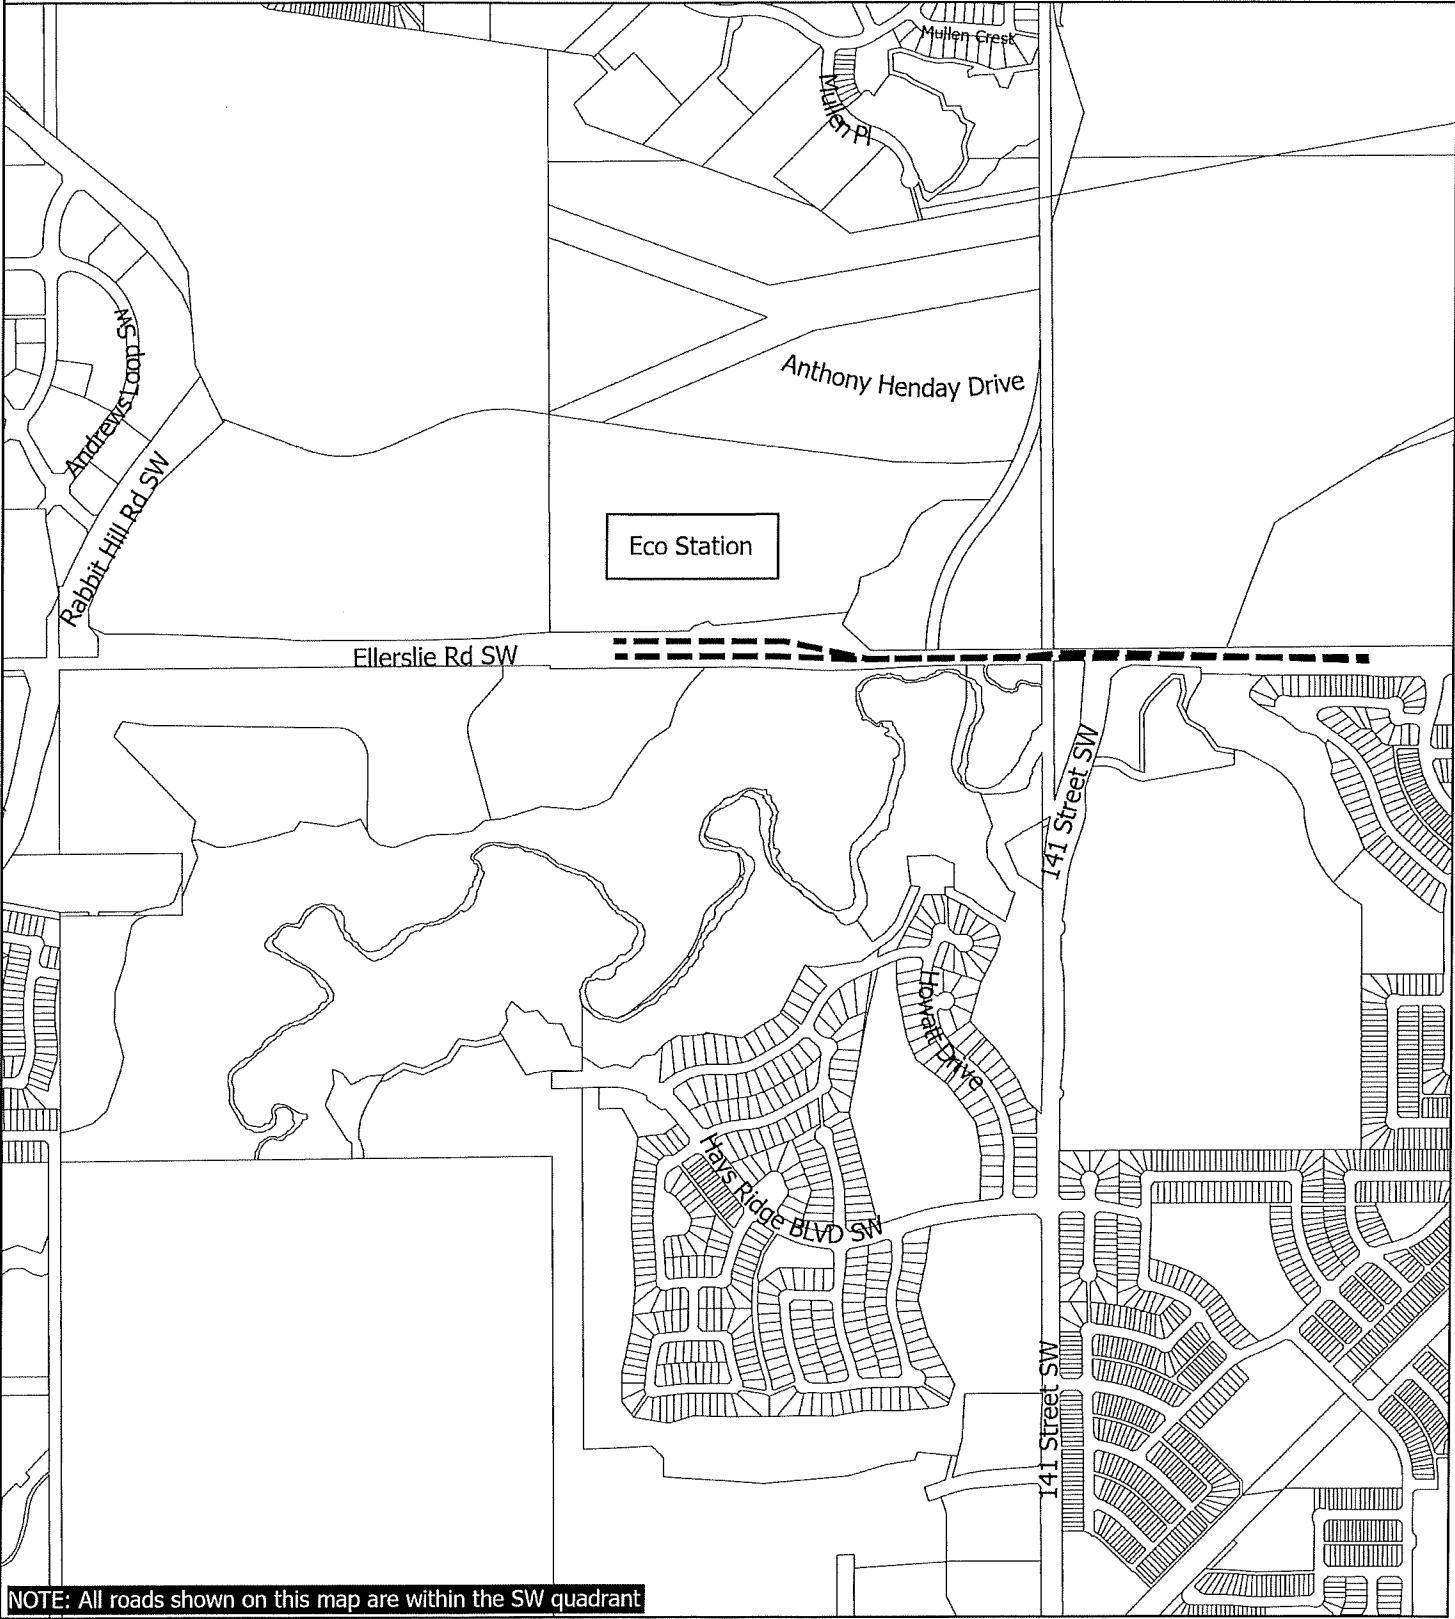 Mullen Crest
Mullen Pl
Andrews Loop SW
Anthony Henday Drive
Rabbit Hill Rd SW
Eco Station
Ellerslie Rd SW
141 Street SW
Howatt Drive
Hays Ridge BLVD SW
141 Street SW
NOTE: All roads shown on this map are within the SW quadrant